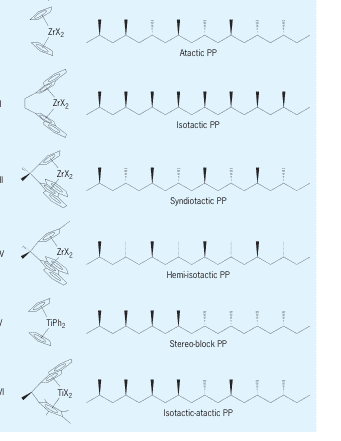 ZrX2
Atactic PP
I
ZrX2
Isotactic PP
II
ZrX2
Syndiotactic PP
V
ZrX2
Hemi-isotactic PP
V
TiPh2
Stereo-block PP
VI
TiX2
Isotactic-atactic PP